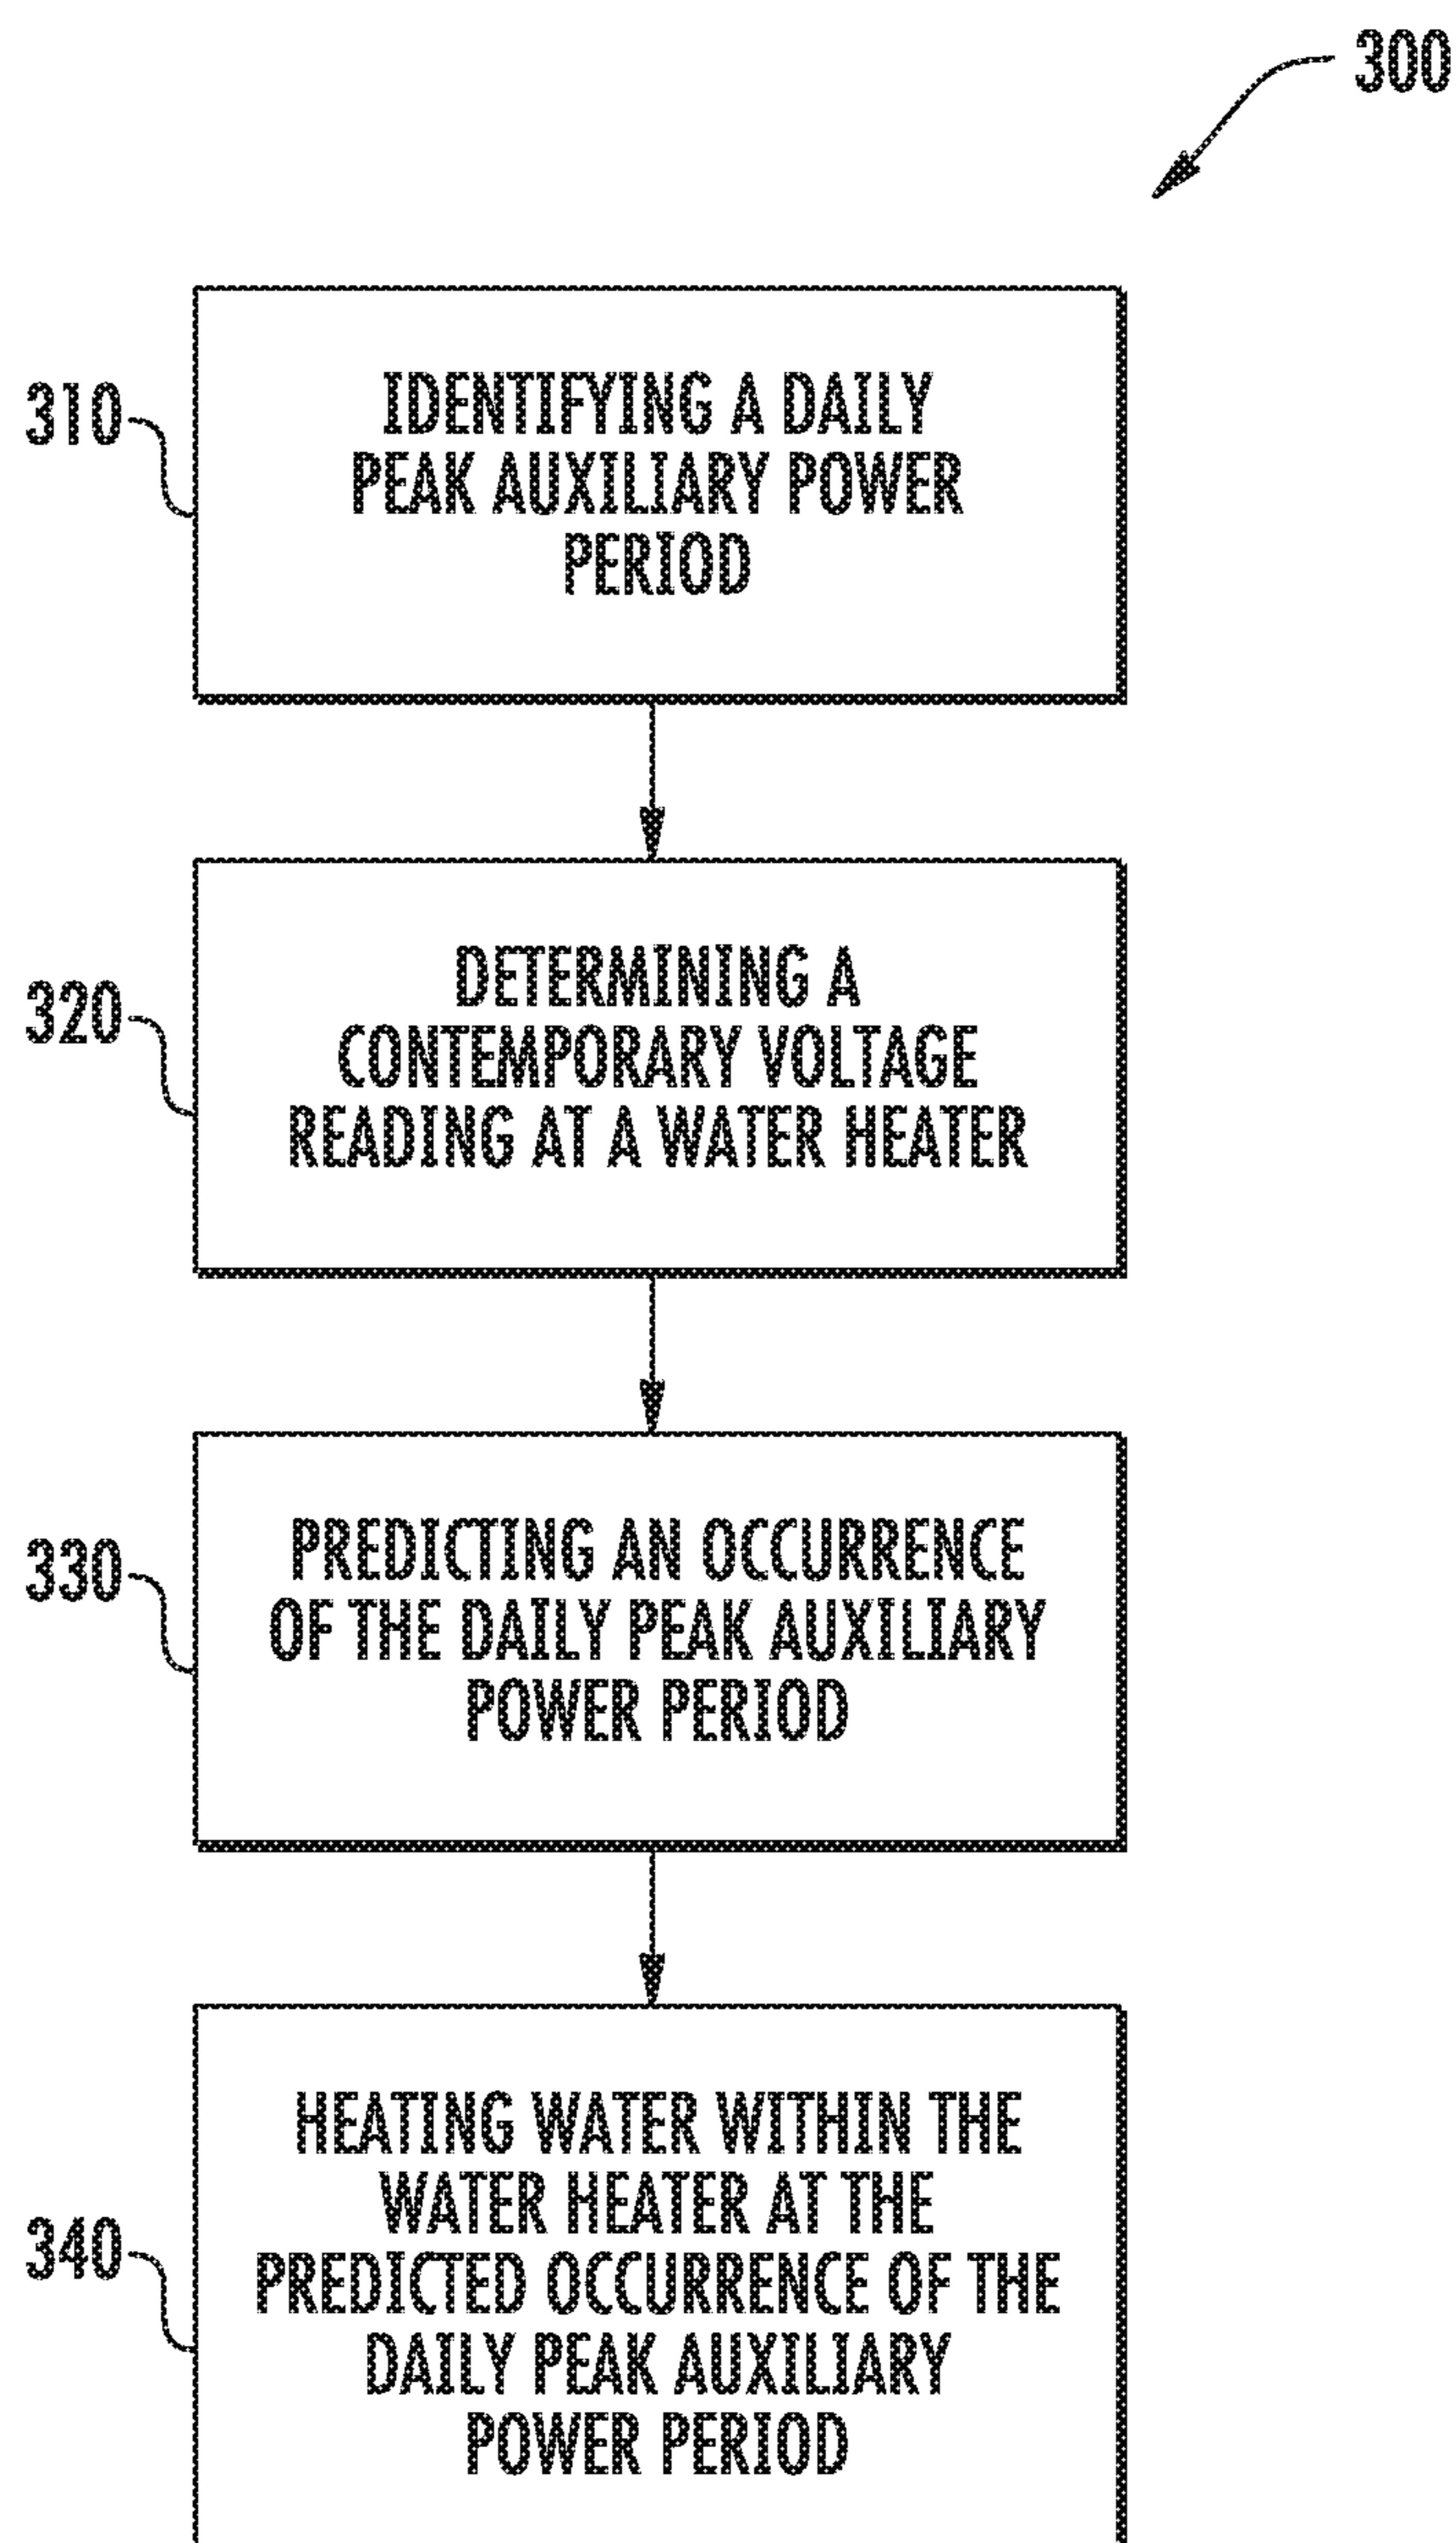 300
310
IDENTIFYING A DAILY
PEAK AUXILIARY POWER
PERIOD
320
DETERMINING A
CONTEMPORARY VOLTAGE
READING AT A WATER HEATER
330
PREDICTING AN OCCURRENCE
OF THE DAILY PEAK AUXILIARY
POWER PERIOD
340
HEATING WATER WITHIN THE
WATER HEATER AT THE
PREDICTED OCCURRENCE OF THE
DAILY PEAK AUXILIARY
POWER PERIOD